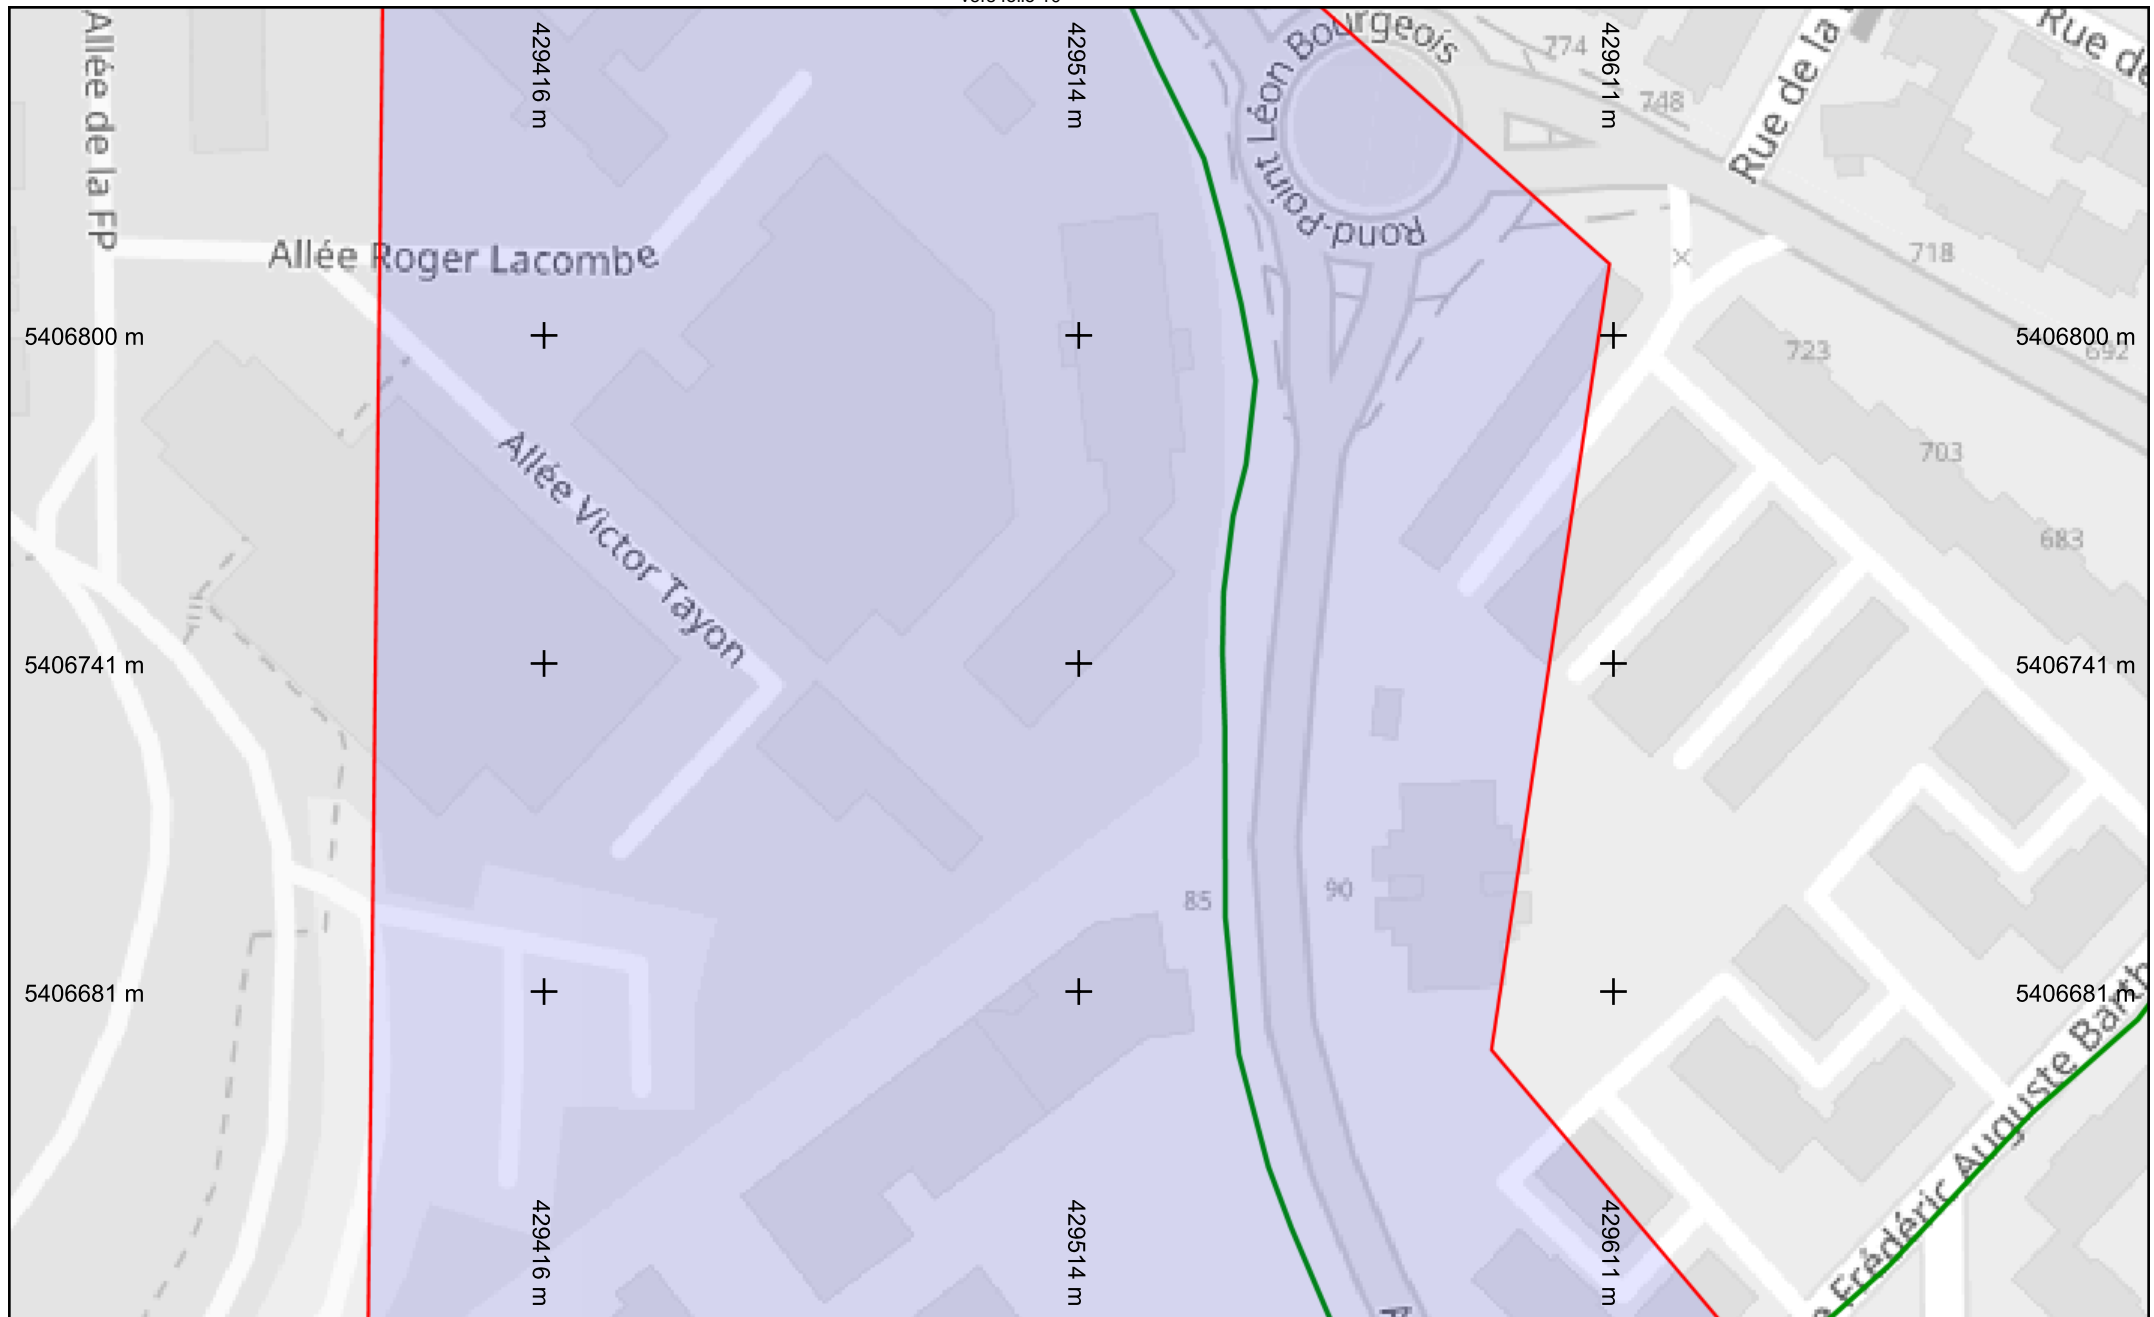 Allée de la FP
429416 m
429514 m
429611 m
Rond-Point Léon Bourgeois
774
748
Rue de la
Rue de
Allée Roger Lacombe
718
5406800 m
5406800 m
723
692
703
Allée Victor Tayon
683
5406741 m
5406741 m
85
90
5406681 m
5406681 m
Frédéric Auguste Barth
429416 m
429514 m
429611 m